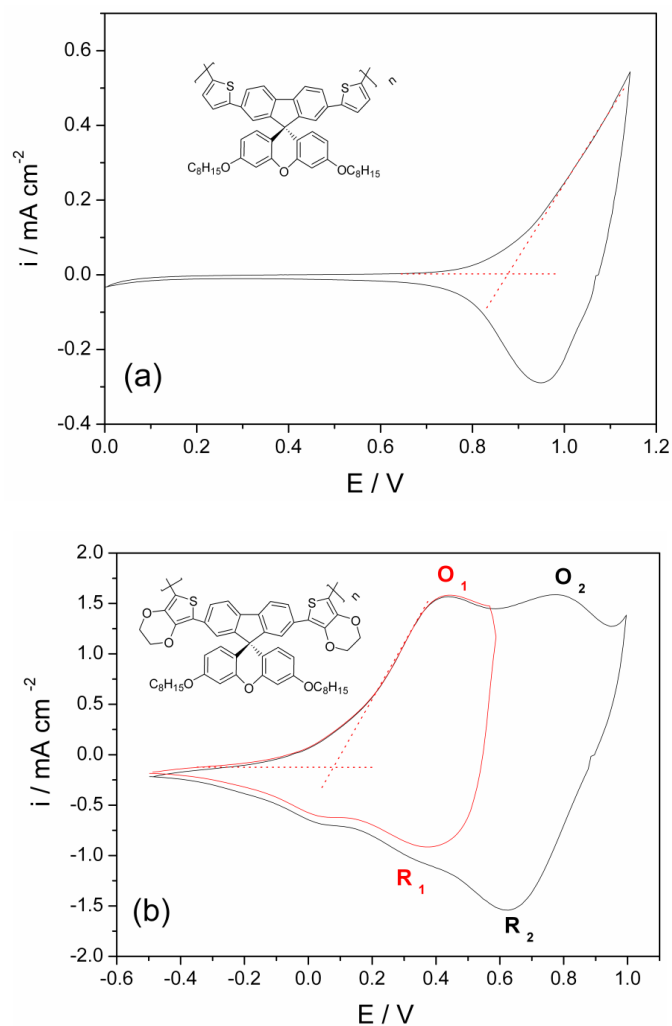 0.6
0.4
0.2
0.0
-0.2
-0.4
i / mA cm-2
S
S
n
C8H15O
O
OC8H15
(a)
0.0 0.2 0.4 0.6 0.8 1.0 1.2
E / V
2.0
1.5
1.0
0.5
0.0
-0.5
-1.0
-1.5
-2.0
i / mA cm-2
S
S
n
O
O
O
O
C8H15O
O
OC8H15
O1
O2
R1
R2
(b)
-0.6 -0.4 -0.2 0.0 0.2 0.4 0.6 0.8 1.0
E / V